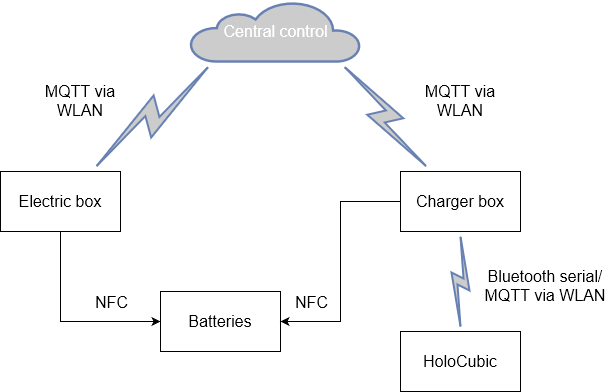 Central control
MQTT via
WLAN
MQTT via
WLAN
Electric box
Charger box
Bluetooth serial/
MQTT via WLAN
NFC
NFC
Batteries
HoloCubic